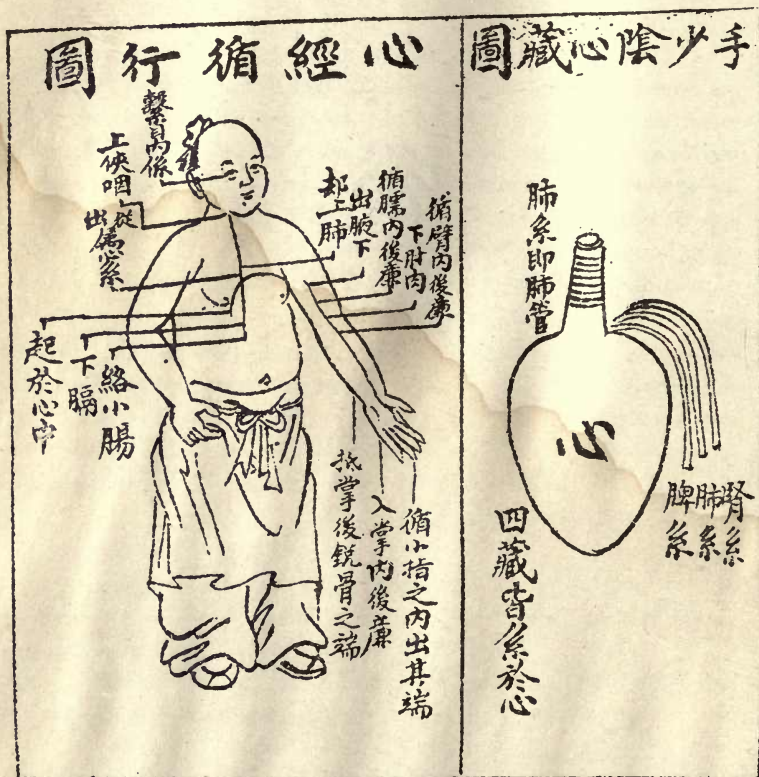 手少陰心藏圖
肺系即肺管
心
腎系
肺系
脾系
四藏皆系於心
心經循行圖
起於心中
出屬心系
下膈
絡小腸
從
上俠咽
繫目內係
却上肺
出腋下
循臑內後廉
下肘內
循臂內後廉
抵掌後銳骨之端
入掌內後廉
循小指之內出其端